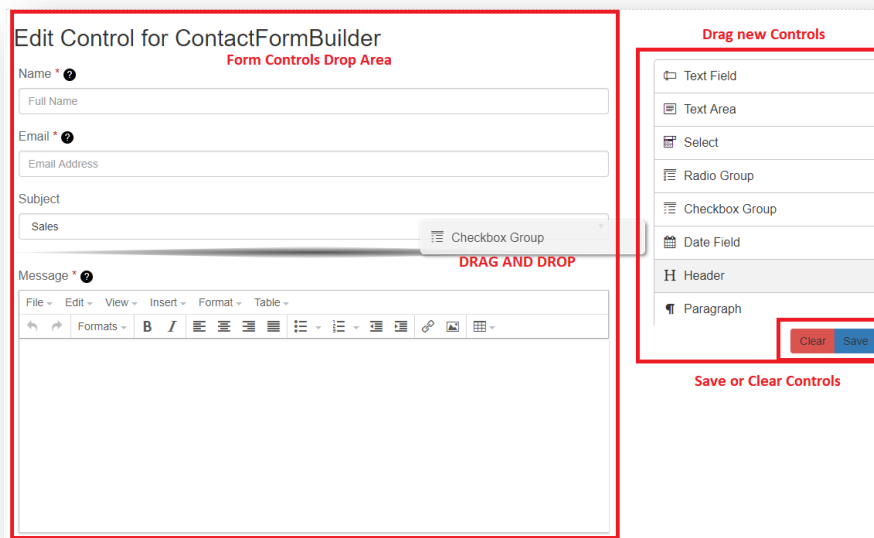 Edit Control for ContactFormBuilder
Form Controls Drop Area
Name * ?
Full Name
Email * ?
Email Address
Subject
Sales
Checkbox Group
DRAG AND DROP
Message * ?
File Edit View Insert Format Table
Formats B I
Drag new Controls
Text Field
Text Area
Select
Radio Group
Checkbox Group
Date Field
H Header
¶ Paragraph
Clear Save
Save or Clear Controls